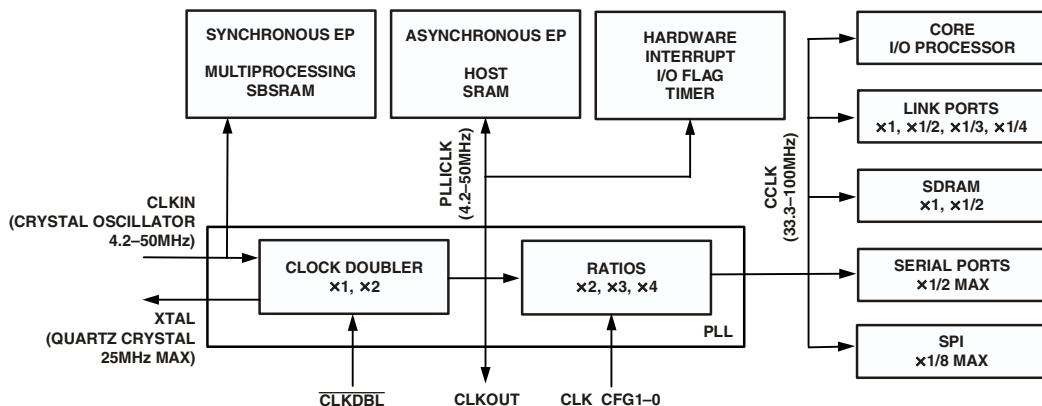 SYNCHRONOUS EP
MULTIPROCESSING
SBSRAM
ASYNCHRONOUS EP
HOST
SRAM
HARDWARE
INTERRUPT
I/O FLAG
TIMER
CORE
I/O PROCESSOR
LINK PORTS
×1, ×1/2, ×1/3, ×1/4
SDRAM
×1, ×1/2
SERIAL PORTS
×1/2 MAX
SPI
×1/8 MAX
PLLICLK
(4.2–50MHz)
CCLK
(33.3–100MHz)
CLKIN
(CRYSTAL OSCILLATOR
4.2–50MHz)
CLOCK DOUBLER
×1, ×2
RATIOS
×2, ×3, ×4
PLL
XTAL
(QUARTZ CRYSTAL
25MHz MAX)
CLKDBL
CLKOUT
CLK_CFG1–0